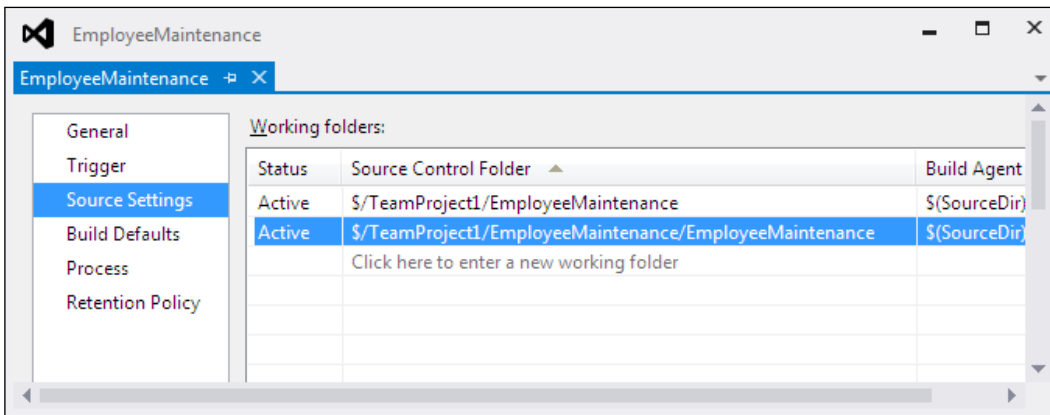 EmployeeMaintenance
EmployeeMaintenance
General
Trigger
Source Settings
Build Defaults
Process
Retention Policy
Working folders:
Status Source Control Folder Build Agent
Active $/TeamProject1/EmployeeMaintenance $(SourceDir)
Active $/TeamProject1/EmployeeMaintenance/EmployeeMaintenance $(SourceDir)
Click here to enter a new working folder